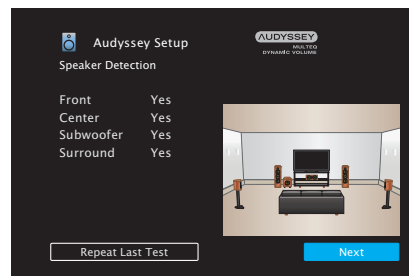 Audyssey Setup
AUDYSSEY
MULTEQ
DYNAMIC VOLUME
Speaker Detection
Front Yes
Center Yes
Subwoofer Yes
Surround Yes
Repeat Last Test
Next